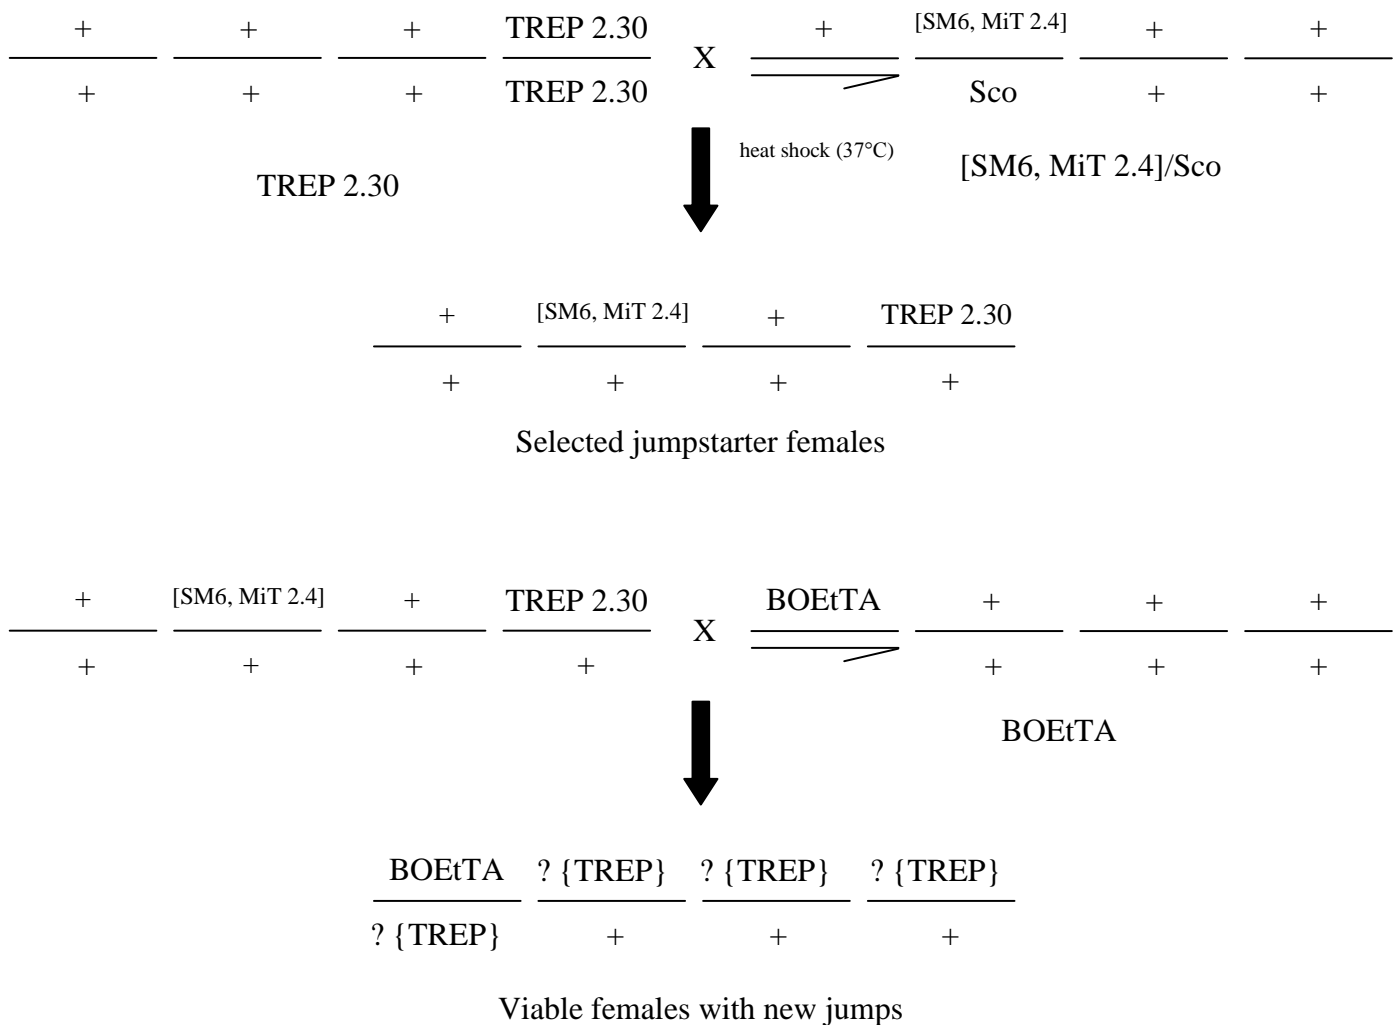 + + + TREP 2.30 X + [SM6, MiT 2.4] + +
+ + + TREP 2.30 Sco + +
TREP 2.30
heat shock (37°C)
[SM6, MiT 2.4]/Sco
+ [SM6, MiT 2.4] + TREP 2.30
+ + + +
Selected jumpstarter females
+ [SM6, MiT 2.4] + TREP 2.30 X BOEtTA + + +
+ + + + + + +
BOEtTA
BOEtTA ? {TREP} ? {TREP} ? {TREP}
? {TREP} + + +
Viable females with new jumps